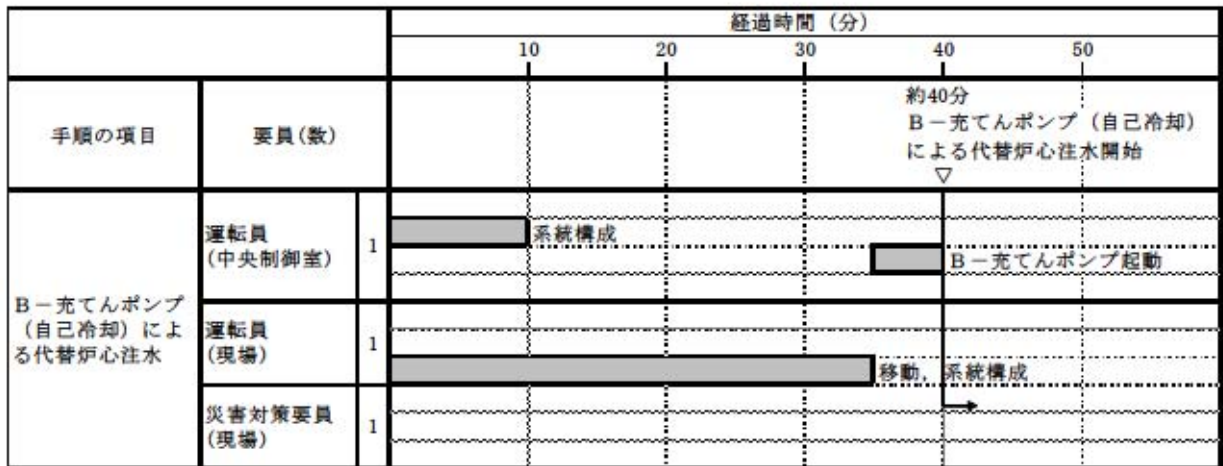 経過時間（分）
10 20 30 40 50
手順の項目
要員(数)
約40分
Ｂ－充てんポンプ（自己冷却）
による代替炉心注水開始
▽
Ｂ－充てんポンプ
（自己冷却）によ
る代替炉心注水
運転員
(中央制御室)
1
系統構成
Ｂ－充てんポンプ起動
運転員
(現場)
1
移動，系統構成
災害対策要員
(現場)
1